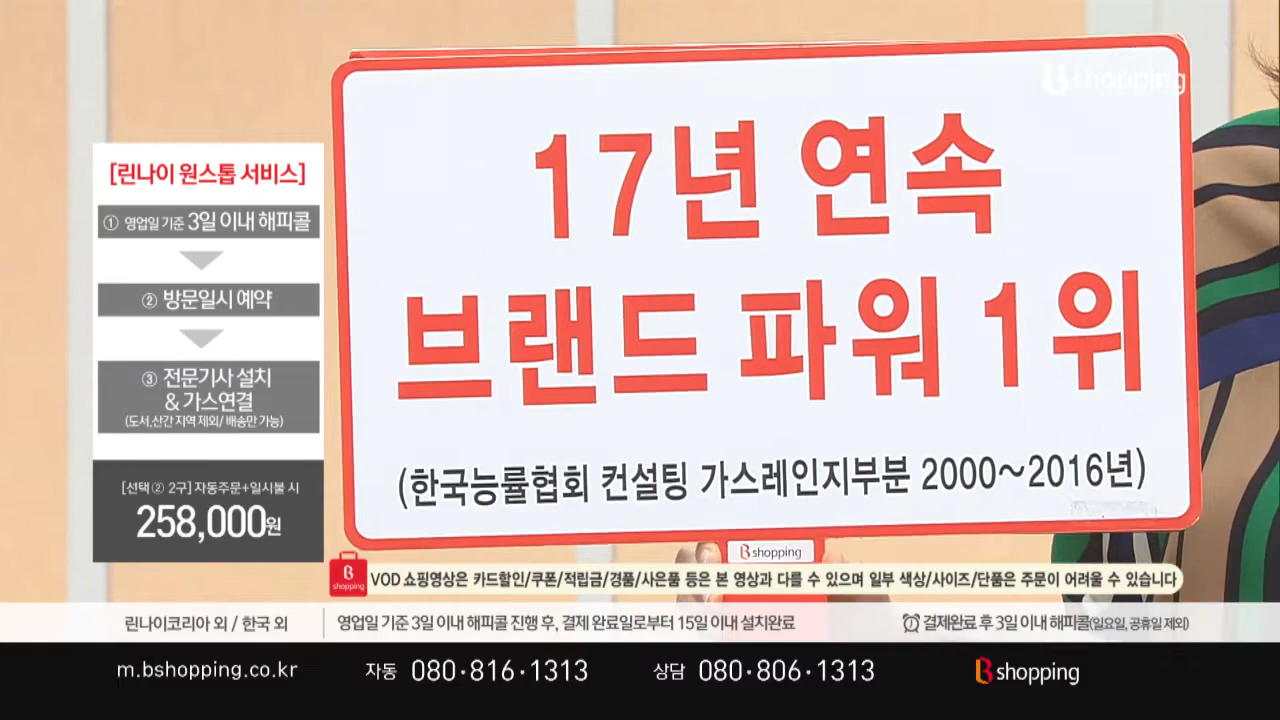 B shopping
17년 연속
브랜드 파워 1위
(한국능률협회 컨설팅 가스레인지부분 2000~2016년)
B shopping
[린나이 원스톱 서비스]
① 영업일 기준 3일 이내 해피콜
② 방문일시 예약
③ 전문기사 설치
& 가스연결
(도서,산간 지역 제외/ 배송만 가능)
[선택 ② 2구] 자동주문+일시불 시
258,000원
B shopping
VOD 쇼핑영상은 카드할인/쿠폰/적립금/경품/사은품 등은 본 영상과 다를 수 있으며 일부 색상/사이즈/단품은 주문이 어려울 수 있습니다
린나이코리아 외 / 한국 외
영업일 기준 3일 이내 해피콜 진행 후, 결제 완료일로부터 15일 이내 설치완료
결제완료 후 3일 이내 해피콜(일요일, 공휴일 제외)
m.bshopping.co.kr
자동 080·816·1313
상담 080·806·1313
B shopping